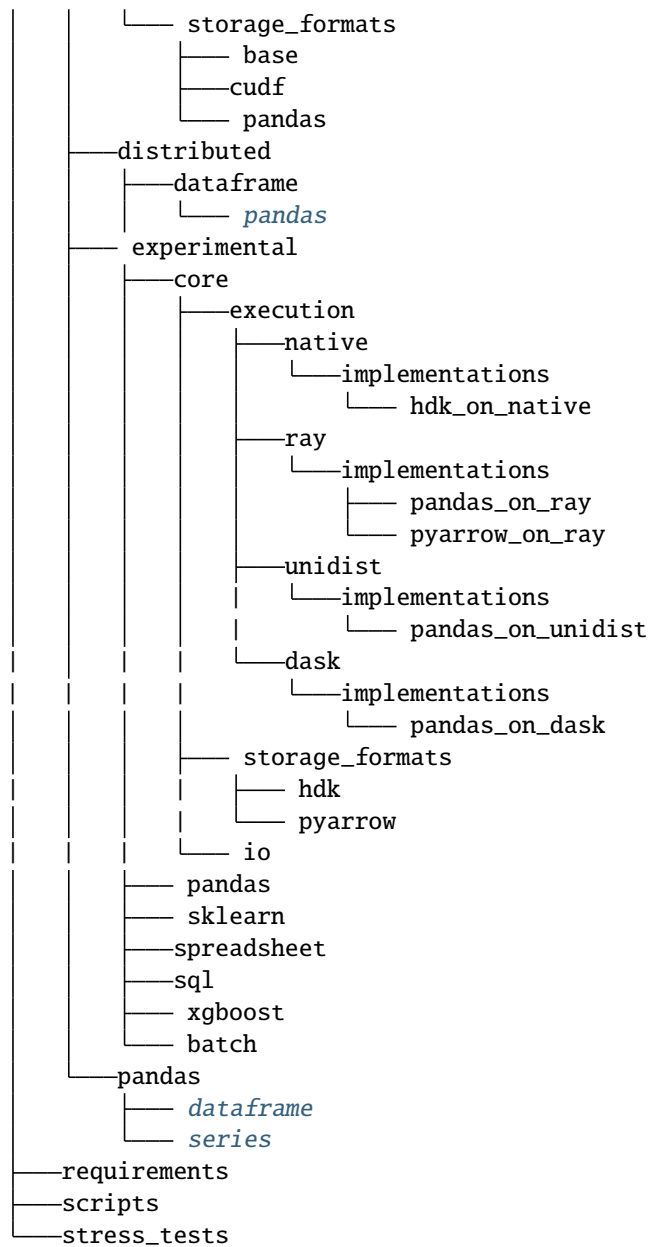 storage_formats
base
cudf
pandas
distributed
dataframe
pandas
experimental
core
execution
native
implementations
hdk_on_native
ray
implementations
pandas_on_ray
pyarrow_on_ray
unidist
implementations
pandas_on_unidist
dask
implementations
pandas_on_dask
storage_formats
hdk
pyarrow
io
pandas
sklearn
spreadsheet
sql
xgboost
batch
pandas
dataframe
series
requirements
scripts
stress_tests